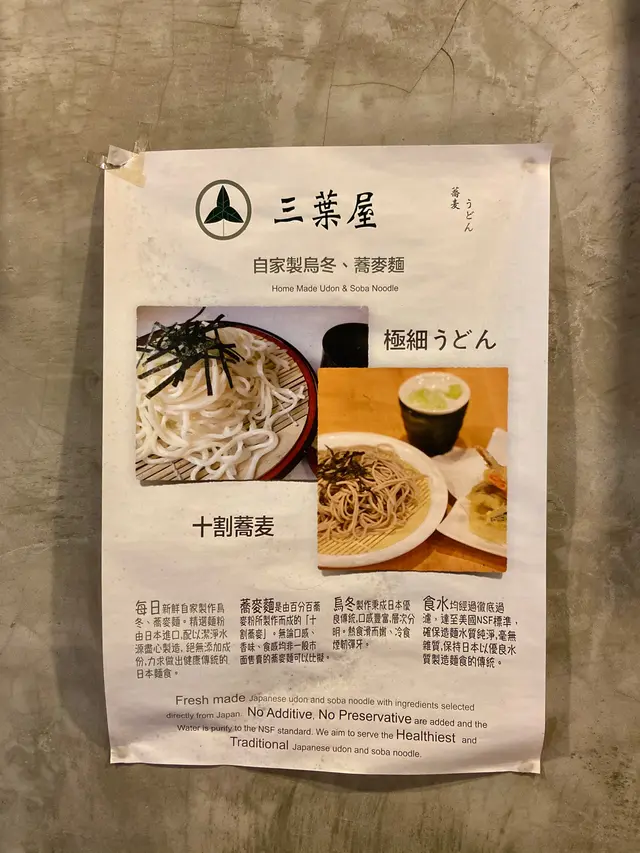 三葉屋
蕎麦
うどん
自家製烏冬、蕎麥麵
Home Made Udon & Soba Noodle
極細うどん
十割蕎麦
每日新鮮自家製作烏
冬、蕎麥麵。精選麵粉
由日本進口,配以潔淨水
源盡心製造,絕無添加成
份,力求做出健康傳統的
日本麵食。
蕎麥麵是由百分百蕎
麥粉所製作而成的「十
割蕎麦」。無論口感、
香味、食感均非一般市
面售賣的蕎麥麵可以比擬。
烏冬製作秉成日本優
良傳統,口感豐富,層次分
明。熱食滑而嫩、冷食
煙韌彈牙。
食水均經過徹底過
濾,達至美國NSF標準,
確保造麵水質純淨,毫無
雜質,保持日本以優良水
質製造麵食的傳統。
Fresh made Japanese udon and soba noodle with ingredients selected
directly from Japan. No Additive, No Preservative are added and the
Water is purify to the NSF standard. We aim to serve the Healthiest and
Traditional Japanese udon and soba noodle.